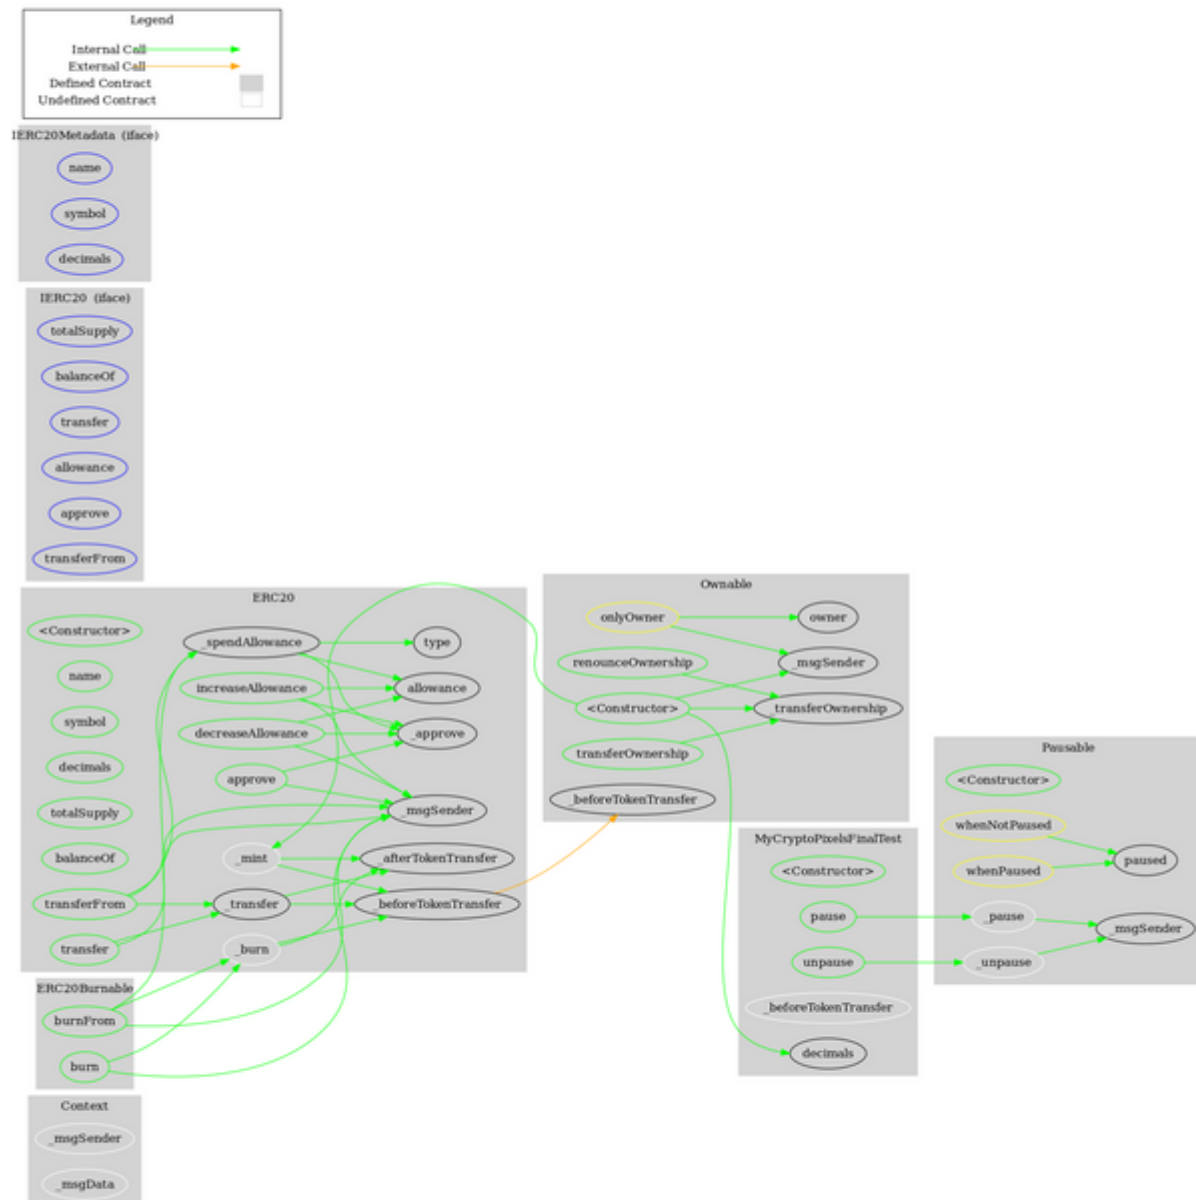 Legend
Internal Call
External Call
Defined Contract
Undefined Contract
IERC20Metadata (iface)
name
symbol
decimals
IERC20 (iface)
totalSupply
balanceOf
transfer
allowance
approve
transferFrom
ERC20
<Constructor>
name
symbol
decimals
totalSupply
balanceOf
transferFrom
transfer
_spendAllowance
increaseAllowance
decreaseAllowance
approve
_mint
_transfer
_burn
type
allowance
_approve
_msgSender
_afterTokenTransfer
_beforeTokenTransfer
ERC20Burnable
burnFrom
burn
Context
_msgSender
_msgData
Ownable
onlyOwner
renounceOwnership
<Constructor>
transferOwnership
_beforeTokenTransfer
owner
_msgSender
_transferOwnership
MyCryptoPixelsFinalTest
<Constructor>
pause
unpause
_beforeTokenTransfer
decimals
Pausable
<Constructor>
whenNotPaused
whenPaused
_pause
_unpause
paused
_msgSender